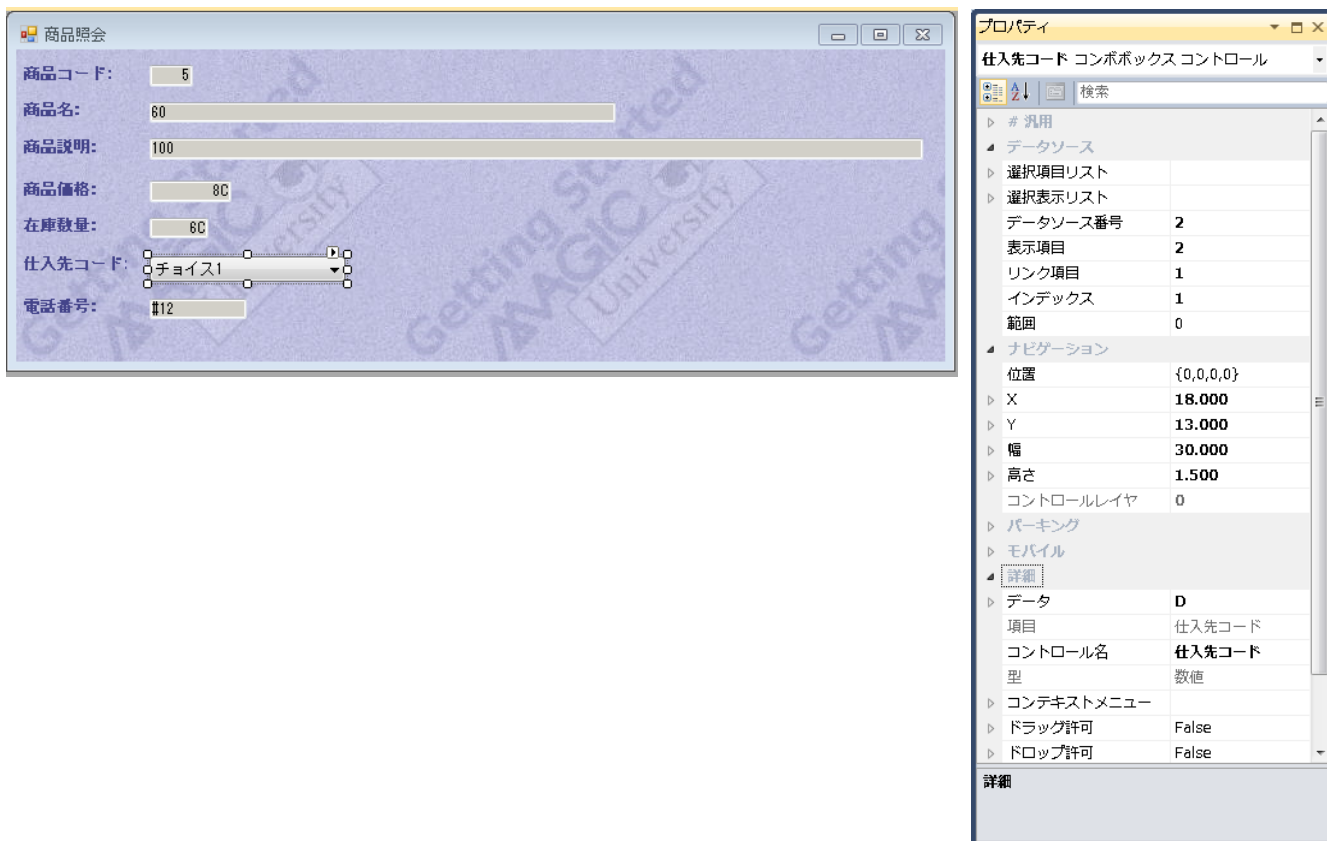 商品照会
商品コード: 5
商品名: 60
商品説明: 100
商品価格: 8C
在庫数量: 6C
仕入先コード: チョイス1
電話番号: #12
Getting Started
MAGIC
University
Getting Started
MAGIC
University
Getting
MAGIC
プロパティ
仕入先コード コンボボックス コントロール
検索
# 汎用
データソース
選択項目リスト
選択表示リスト
データソース番号 2
表示項目 2
リンク項目 1
インデックス 1
範囲 0
ナビゲーション
位置 {0,0,0,0}
X 18.000
Y 13.000
幅 30.000
高さ 1.500
コントロールレイヤ 0
パーキング
モバイル
詳細
データ D
項目 仕入先コード
コントロール名 仕入先コード
型 数値
コンテキストメニュー
ドラッグ許可 False
ドロップ許可 False
詳細